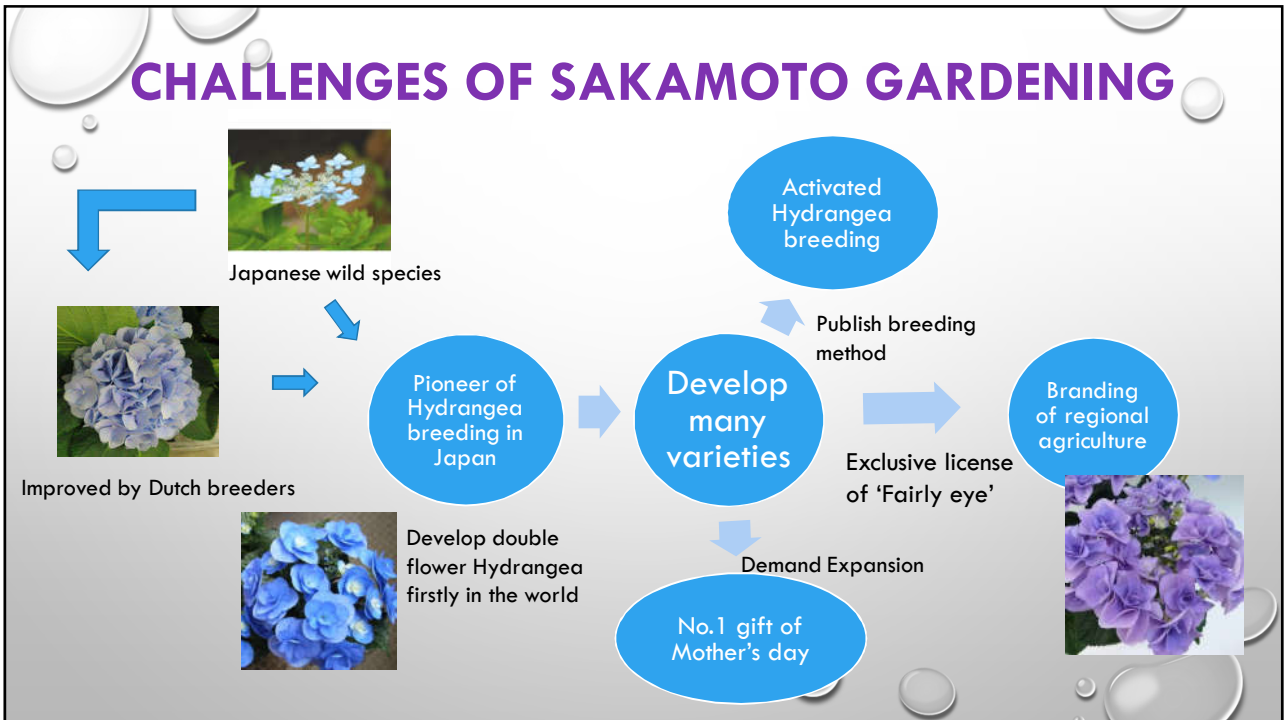 CHALLENGES OF SAKAMOTO GARDENING
Japanese wild species
Improved by Dutch breeders
Pioneer of
Hydrangea
breeding in
Japan
Develop double
flower Hydrangea
firstly in the world
Develop
many
varieties
Activated
Hydrangea
breeding
Publish breeding
method
Exclusive license
of ‘Fairly eye’
Branding
of regional
agriculture
Demand Expansion
No.1 gift of
Mother’s day